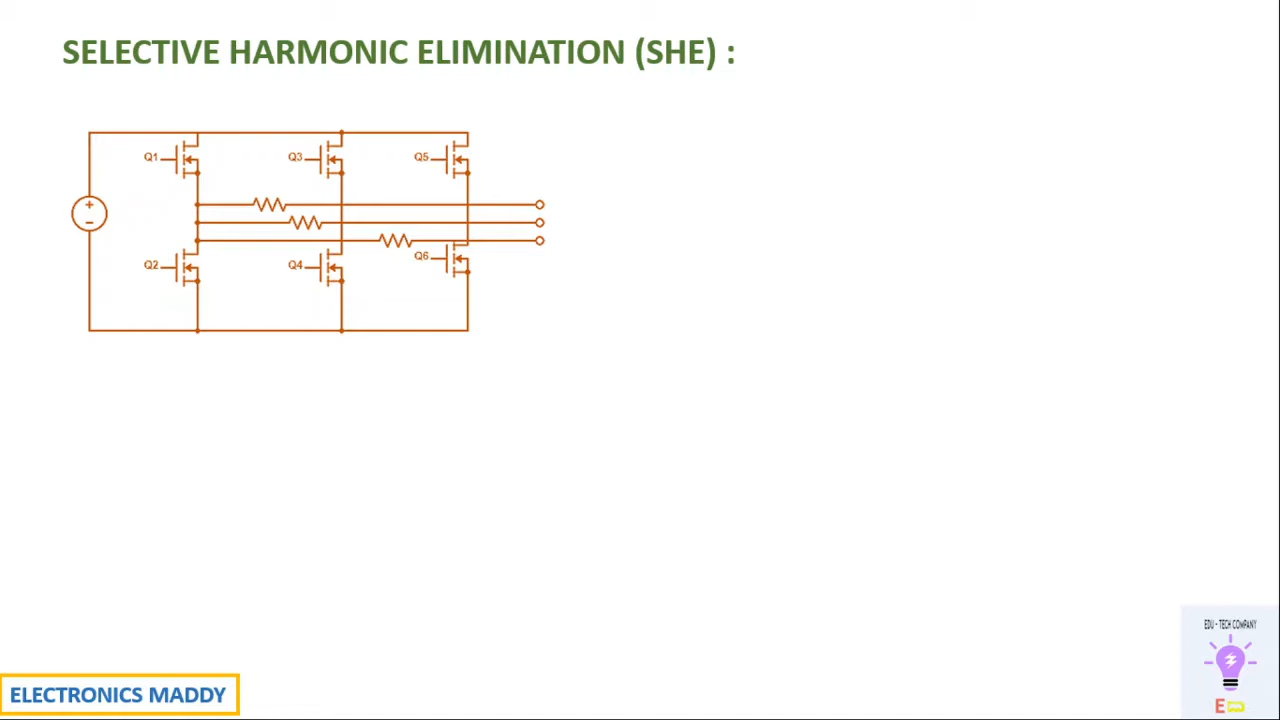 SELECTIVE HARMONIC ELIMINATION (SHE) :
Q1 Q3 Q5
+
−
Q2 Q4 Q6
EDU - TECH COMPANY
E
ELECTRONICS MADDY